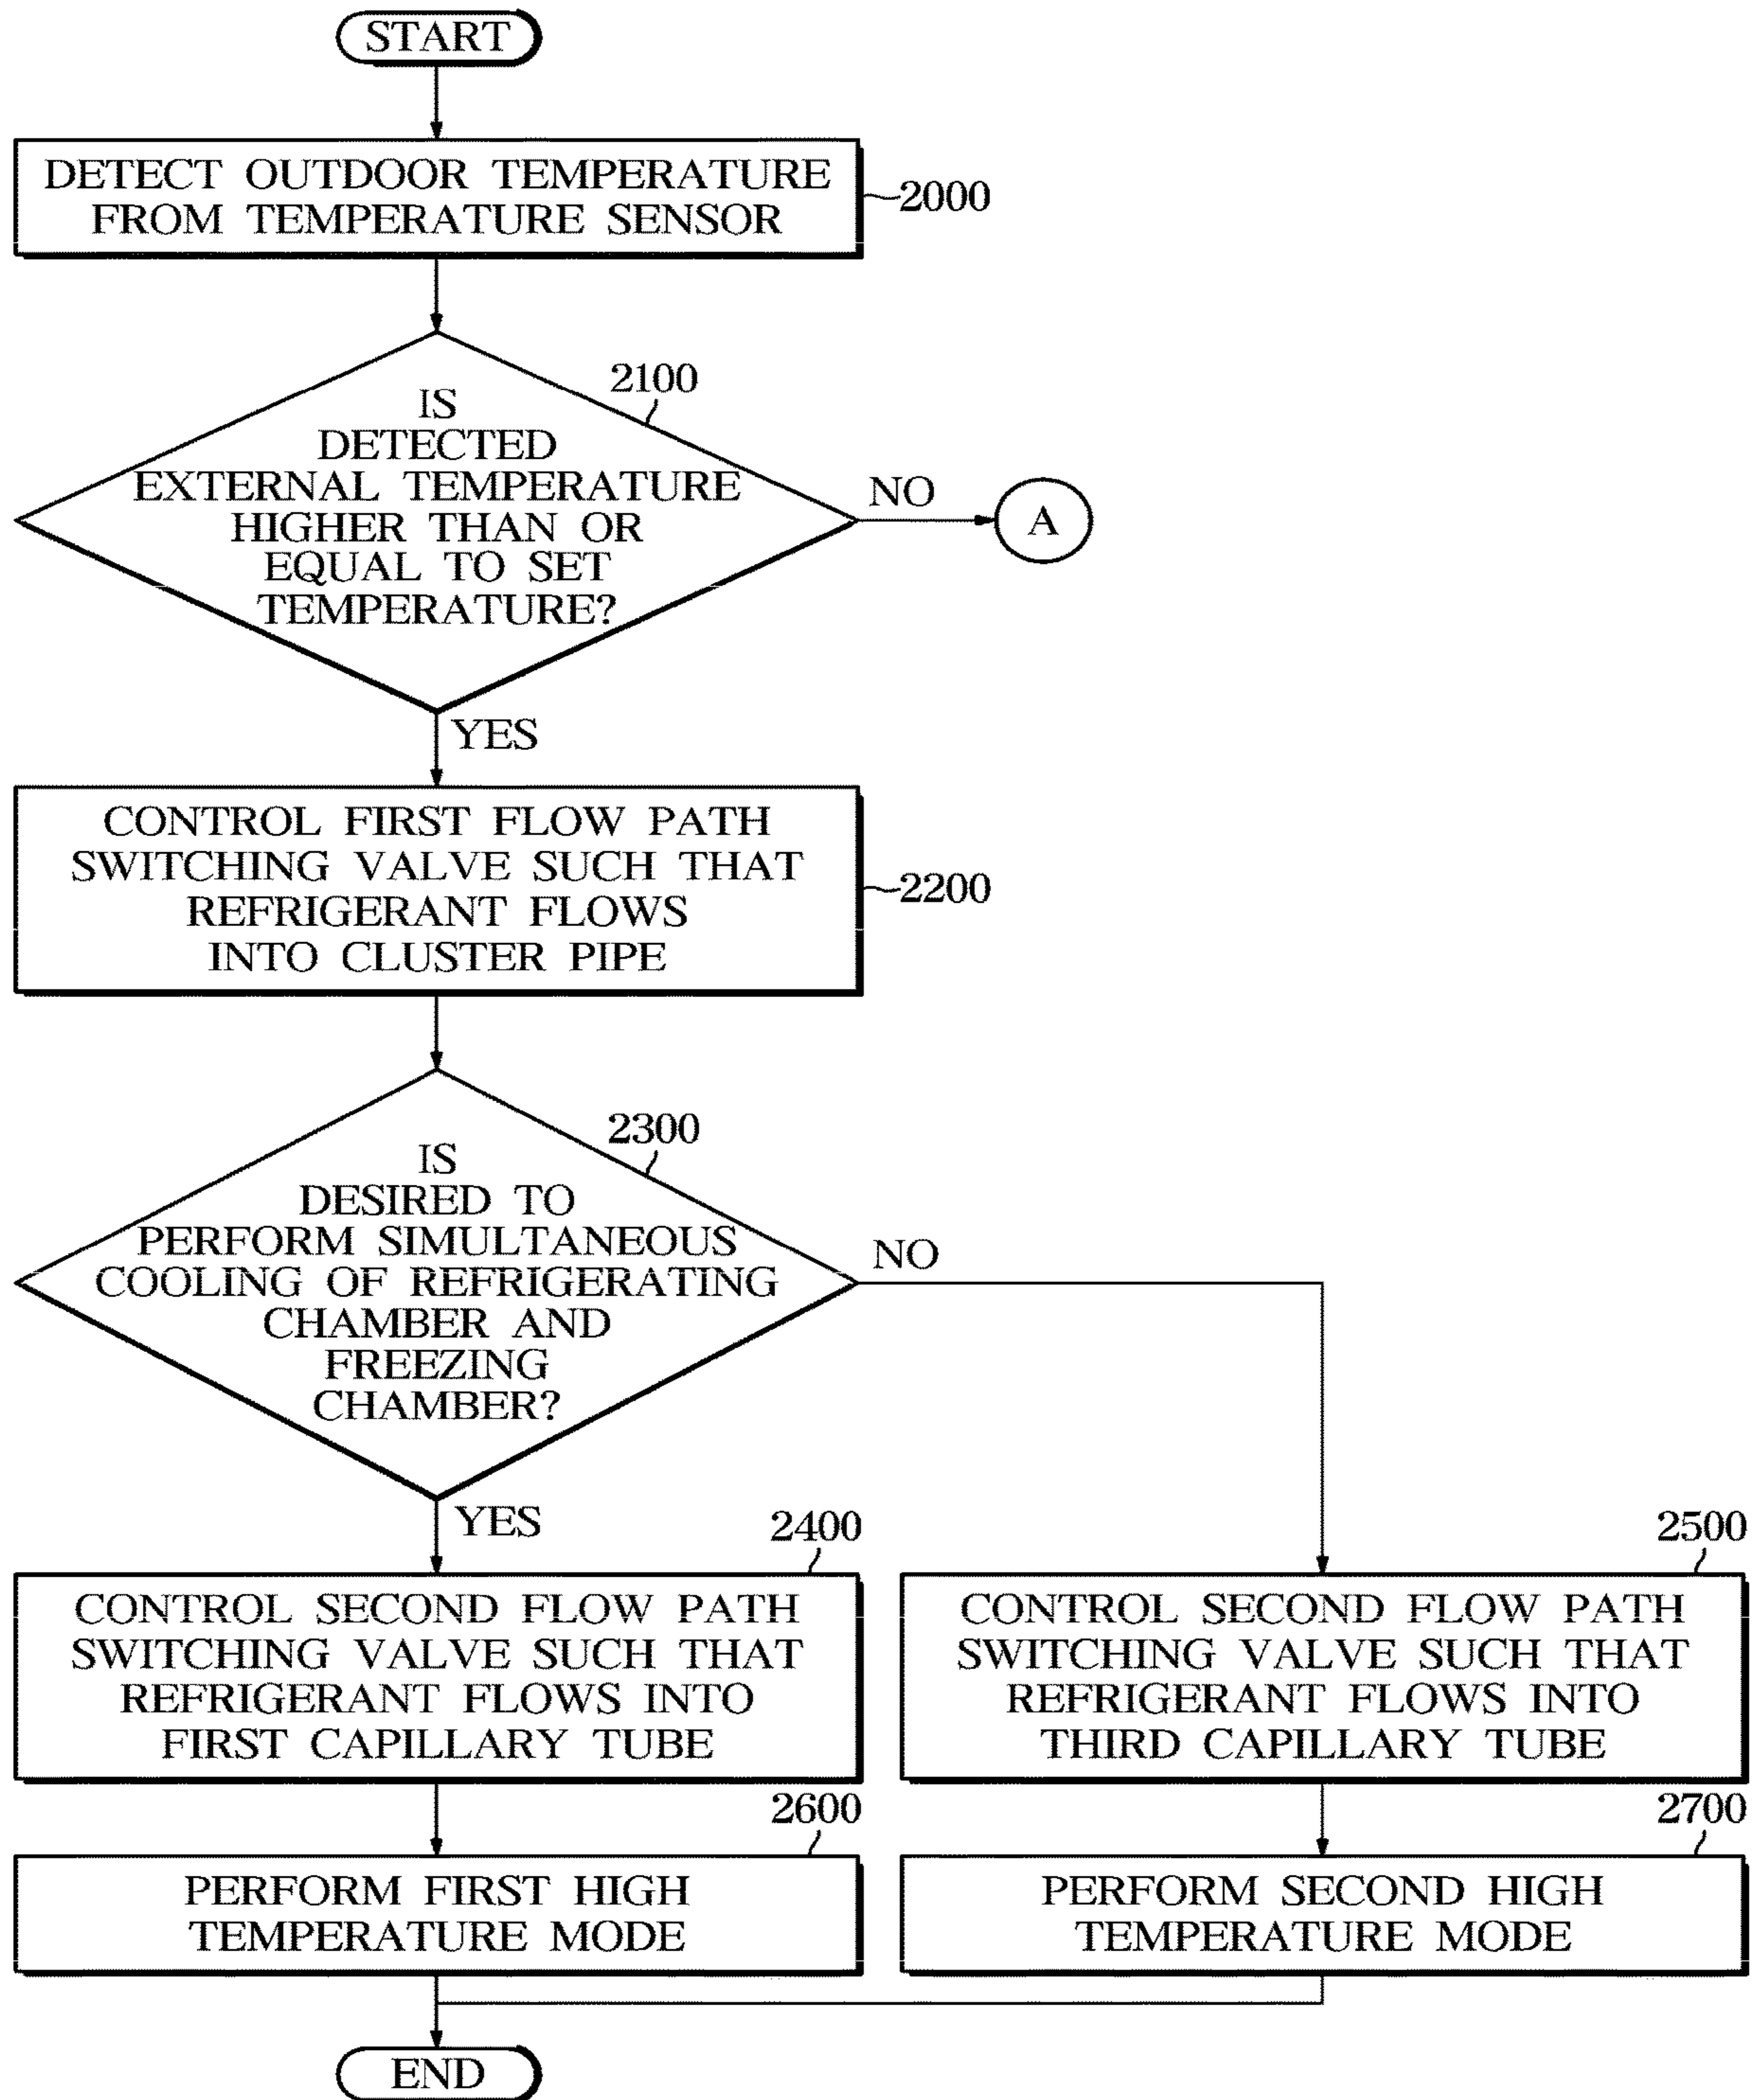 START
DETECT OUTDOOR TEMPERATURE
FROM TEMPERATURE SENSOR
2000
2100
IS
DETECTED
EXTERNAL TEMPERATURE
HIGHER THAN OR
EQUAL TO SET
TEMPERATURE?
NO
A
YES
CONTROL FIRST FLOW PATH
SWITCHING VALVE SUCH THAT
REFRIGERANT FLOWS
INTO CLUSTER PIPE
2200
2300
IS
DESIRED TO
PERFORM SIMULTANEOUS
COOLING OF REFRIGERATING
CHAMBER AND
FREEZING
CHAMBER?
NO
YES
2400
CONTROL SECOND FLOW PATH
SWITCHING VALVE SUCH THAT
REFRIGERANT FLOWS INTO
FIRST CAPILLARY TUBE
2500
CONTROL SECOND FLOW PATH
SWITCHING VALVE SUCH THAT
REFRIGERANT FLOWS INTO
THIRD CAPILLARY TUBE
2600
PERFORM FIRST HIGH
TEMPERATURE MODE
2700
PERFORM SECOND HIGH
TEMPERATURE MODE
END